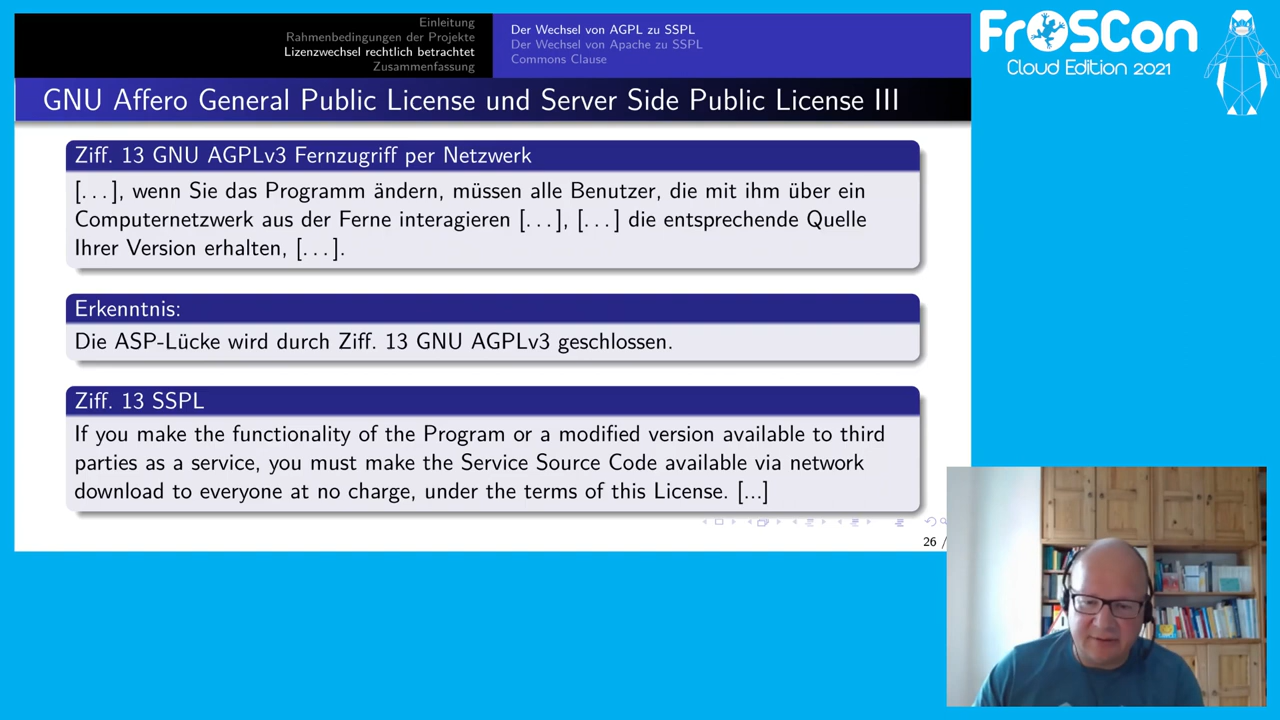 Einleitung
Rahmenbedingungen der Projekte
Lizenzwechsel rechtlich betrachtet
Zusammenfassung
Der Wechsel von AGPL zu SSPL
Der Wechsel von Apache zu SSPL
Commons Clause
FrOSCon
Cloud Edition 2021
GNU Affero General Public License und Server Side Public License III
Ziff. 13 GNU AGPLv3 Fernzugriff per Netzwerk
[...], wenn Sie das Programm ändern, müssen alle Benutzer, die mit ihm über ein
Computernetzwerk aus der Ferne interagieren [...], [...] die entsprechende Quelle
Ihrer Version erhalten, [...].
Erkenntnis:
Die ASP-Lücke wird durch Ziff. 13 GNU AGPLv3 geschlossen.
Ziff. 13 SSPL
If you make the functionality of the Program or a modified version available to third
parties as a service, you must make the Service Source Code available via network
download to everyone at no charge, under the terms of this License. [...]
26 /